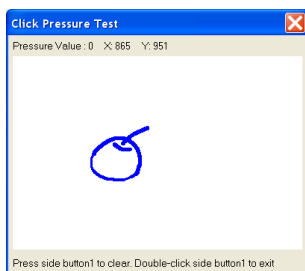 Click Pressure Test
Pressure Value : 0 X: 865 Y: 951
Press side button1 to clear. Double-click side button1 to exit